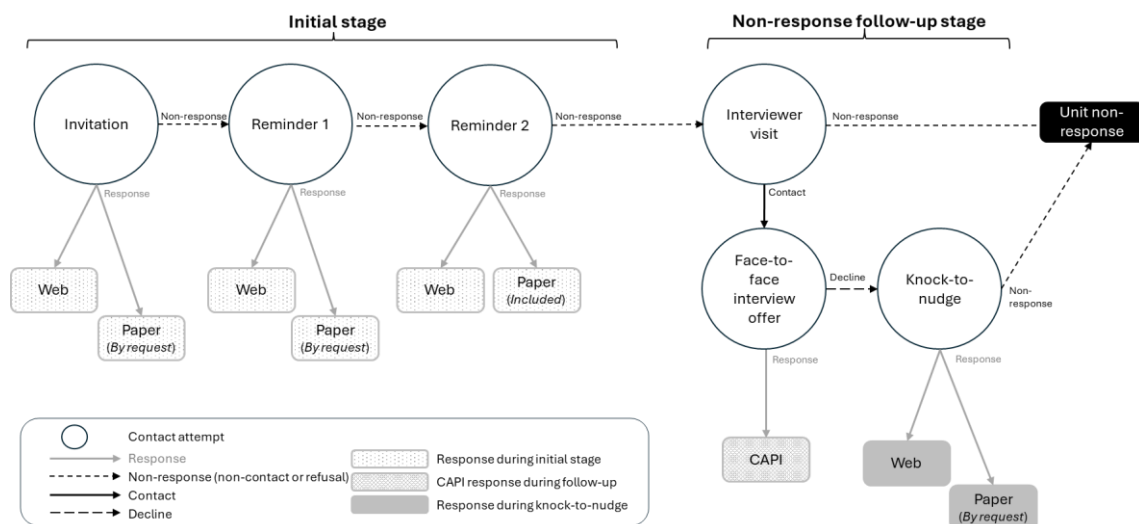 Initial stage
Non-response follow-up stage
Invitation
Non-response
Reminder 1
Non-response
Reminder 2
Non-response
Interviewer
visit
Non-response
Unit non-
response
Response
Response
Response
Contact
Web
Paper
(By request)
Web
Paper
(By request)
Web
Paper
(Included)
Face-to-
face
interview
offer
Decline
Knock-to-
nudge
Non-
response
Response
Response
CAPI
Web
Paper
(By request)
Contact attempt
Response
Non-response (non-contact or refusal)
Contact
Decline
Response during initial stage
CAPI response during follow-up
Response during knock-to-nudge